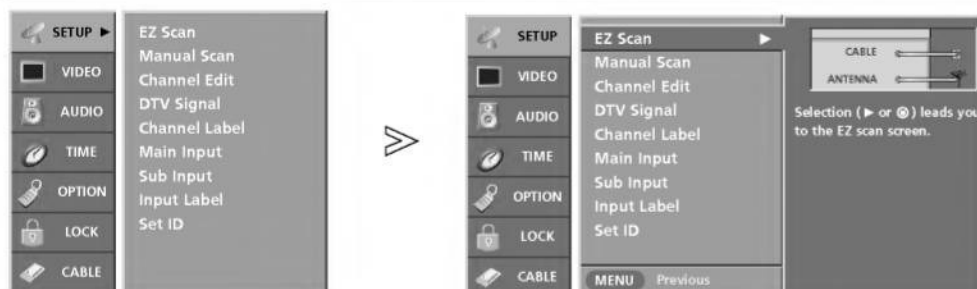 SETUP ►
VIDEO
AUDIO
TIME
OPTION
LOCK
CABLE
EZ Scan
Manual Scan
Channel Edit
DTV Signal
Channel Label
Main Input
Sub Input
Input Label
Set ID
SETUP
VIDEO
AUDIO
TIME
OPTION
LOCK
CABLE
EZ Scan ►
Manual Scan
Channel Edit
DTV Signal
Channel Label
Main Input
Sub Input
Input Label
Set ID
MENU Previous
CABLE
ANTENNA
Selection (► or ◉) leads you
to the EZ scan screen.